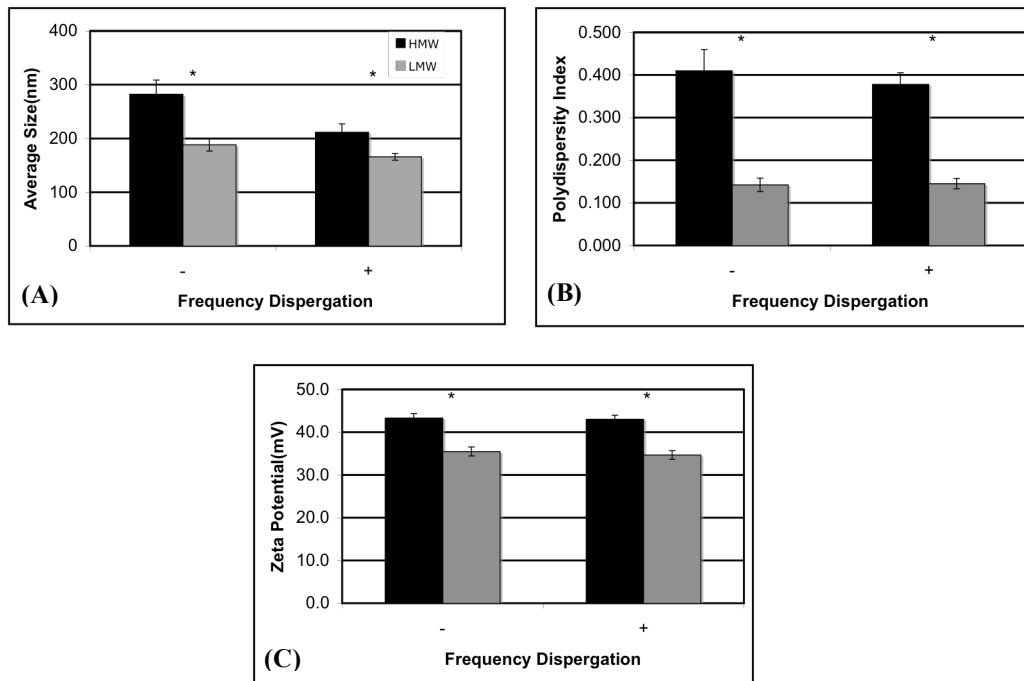 400
300
200
100
0
Average Size(nm)
*
*
HMW
LMW
-
+
Frequency Dispergation
(A)
0.500
0.400
0.300
0.200
0.100
0.000
Polydispersity Index
*
*
-
+
Frequency Dispergation
(B)
50.0
40.0
30.0
20.0
10.0
0.0
Zeta Potential(mV)
*
*
-
+
Frequency Dispergation
(C)